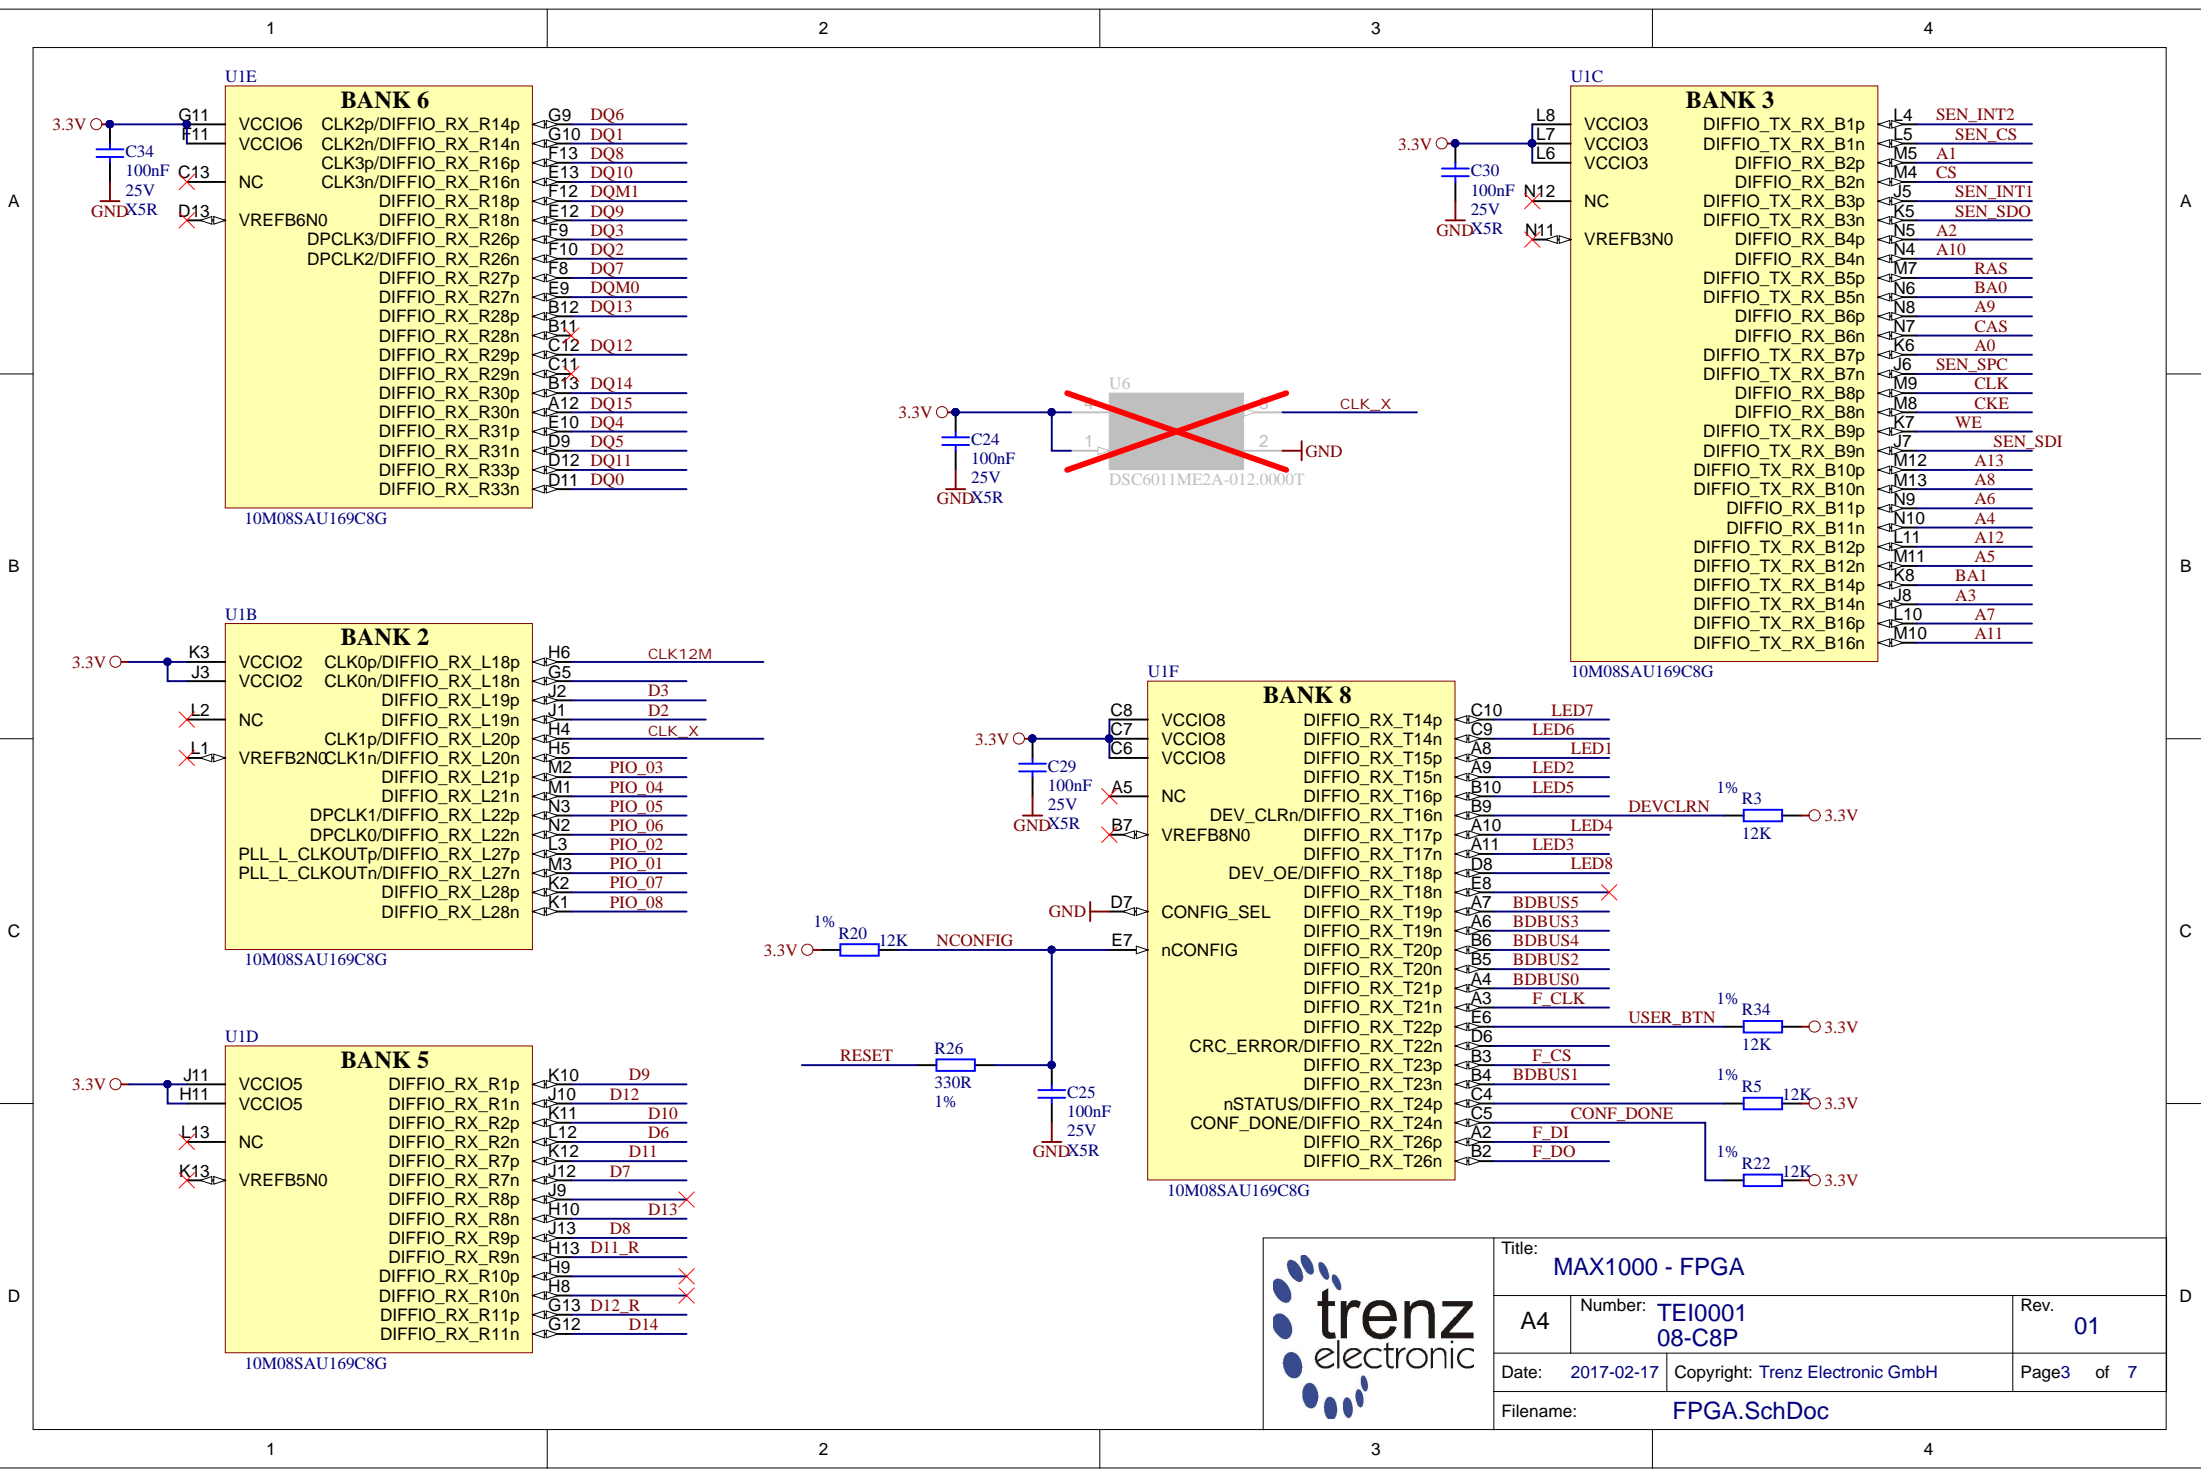 1 2 3 4
A
B
C
D
U1E
BANK 6
3.3V
C34
100nF
25V
X5R
GND
G11 VCCIO6
F11 VCCIO6
C13 NC
D13 VREFB6N0
CLK2p/DIFFIO_RX_R14p G9 DQ6
CLK2n/DIFFIO_RX_R14n G10 DQ1
CLK3p/DIFFIO_RX_R16p F13 DQ8
CLK3n/DIFFIO_RX_R16n E13 DQ10
DIFFIO_RX_R18p F12 DQM1
DIFFIO_RX_R18n E12 DQ9
DPCLK3/DIFFIO_RX_R26p F9 DQ3
DPCLK2/DIFFIO_RX_R26n F10 DQ2
DIFFIO_RX_R27p F8 DQ7
DIFFIO_RX_R27n E9 DQM0
DIFFIO_RX_R28p B12 DQ13
DIFFIO_RX_R28n B11
DIFFIO_RX_R29p C12 DQ12
DIFFIO_RX_R29n C11
DIFFIO_RX_R30p B13 DQ14
DIFFIO_RX_R30n A12 DQ15
DIFFIO_RX_R31p E10 DQ4
DIFFIO_RX_R31n D9 DQ5
DIFFIO_RX_R33p D12 DQ11
DIFFIO_RX_R33n D11 DQ0
10M08SAU169C8G
U1B
BANK 2
3.3V
K3 VCCIO2
J3 VCCIO2
L2 NC
L1 VREFB2N0
CLK0p/DIFFIO_RX_L18p H6 CLK12M
CLK0n/DIFFIO_RX_L18n G5
DIFFIO_RX_L19p J2 D3
DIFFIO_RX_L19n J1 D2
CLK1p/DIFFIO_RX_L20p H4 CLK_X
CLK1n/DIFFIO_RX_L20n H5
DIFFIO_RX_L21p M2 PIO_03
DIFFIO_RX_L21n M1 PIO_04
DPCLK1/DIFFIO_RX_L22p N3 PIO_05
DPCLK0/DIFFIO_RX_L22n N2 PIO_06
PLL_L_CLKOUTp/DIFFIO_RX_L27p L3 PIO_02
PLL_L_CLKOUTn/DIFFIO_RX_L27n M3 PIO_01
DIFFIO_RX_L28p K2 PIO_07
DIFFIO_RX_L28n K1 PIO_08
10M08SAU169C8G
U1D
BANK 5
3.3V
J11 VCCIO5
H11 VCCIO5
L13 NC
K13 VREFB5N0
DIFFIO_RX_R1p K10 D9
DIFFIO_RX_R1n J10 D12
DIFFIO_RX_R2p K11 D10
DIFFIO_RX_R2n L12 D6
DIFFIO_RX_R7p K12 D11
DIFFIO_RX_R7n J12 D7
DIFFIO_RX_R8p J9
DIFFIO_RX_R8n H10 D13
DIFFIO_RX_R9p J13 D8
DIFFIO_RX_R9n H13 D11_R
DIFFIO_RX_R10p H9
DIFFIO_RX_R10n H8
DIFFIO_RX_R11p G13 D12_R
DIFFIO_RX_R11n G12 D14
10M08SAU169C8G
U6
3.3V
4
1
3 CLK_X
2 GND
DSC6011ME2A-012.0000T
C24
100nF
25V
X5R
GND
U1C
BANK 3
3.3V
C30
100nF
25V
X5R
GND
L8 VCCIO3
L7 VCCIO3
L6 VCCIO3
N12 NC
N11 VREFB3N0
DIFFIO_TX_RX_B1p L4 SEN_INT2
DIFFIO_TX_RX_B1n L5 SEN_CS
DIFFIO_RX_B2p M5 A1
DIFFIO_RX_B2n M4 CS
DIFFIO_TX_RX_B3p J5 SEN_INT1
DIFFIO_TX_RX_B3n K5 SEN_SDO
DIFFIO_RX_B4p N5 A2
DIFFIO_RX_B4n N4 A10
DIFFIO_TX_RX_B5p M7 RAS
DIFFIO_TX_RX_B5n N6 BA0
DIFFIO_RX_B6p N8 A9
DIFFIO_RX_B6n N7 CAS
DIFFIO_TX_RX_B7p K6 A0
DIFFIO_TX_RX_B7n J6 SEN_SPC
DIFFIO_RX_B8p M9 CLK
DIFFIO_RX_B8n M8 CKE
DIFFIO_TX_RX_B9p K7 WE
DIFFIO_TX_RX_B9n J7 SEN_SDI
DIFFIO_TX_RX_B10p M12 A13
DIFFIO_TX_RX_B10n M13 A8
DIFFIO_RX_B11p N9 A6
DIFFIO_RX_B11n N10 A4
DIFFIO_TX_RX_B12p L11 A12
DIFFIO_TX_RX_B12n M11 A5
DIFFIO_TX_RX_B14p K8 BA1
DIFFIO_TX_RX_B14n J8 A3
DIFFIO_TX_RX_B16p L10 A7
DIFFIO_TX_RX_B16n M10 A11
10M08SAU169C8G
U1F
BANK 8
3.3V
C29
100nF
25V
X5R
GND
C8 VCCIO8
C7 VCCIO8
C6 VCCIO8
A5 NC
B7 VREFB8N0
GND D7 CONFIG_SEL
E7 nCONFIG
DIFFIO_RX_T14p C10 LED7
DIFFIO_RX_T14n C9 LED6
DIFFIO_RX_T15p A8 LED1
DIFFIO_RX_T15n A9 LED2
DIFFIO_RX_T16p B10 LED5
DEV_CLRn/DIFFIO_RX_T16n B9 DEVCLRN
DIFFIO_RX_T17p A10 LED4
DIFFIO_RX_T17n A11 LED3
DEV_OE/DIFFIO_RX_T18p D8 LED8
DIFFIO_RX_T18n E8
DIFFIO_RX_T19p A7 BDBUS5
DIFFIO_RX_T19n A6 BDBUS3
DIFFIO_RX_T20p B6 BDBUS4
DIFFIO_RX_T20n B5 BDBUS2
DIFFIO_RX_T21p A4 BDBUS0
DIFFIO_RX_T21n A3 F_CLK
DIFFIO_RX_T22p E6 USER_BTN
CRC_ERROR/DIFFIO_RX_T22n D6
DIFFIO_RX_T23p B3 F_CS
DIFFIO_RX_T23n B4 BDBUS1
nSTATUS/DIFFIO_RX_T24p C4
CONF_DONE/DIFFIO_RX_T24n C5 CONF_DONE
DIFFIO_RX_T26p A2 F_DI
DIFFIO_RX_T26n B2 F_DO
10M08SAU169C8G
1% R3 12K 3.3V
1% R34 12K 3.3V
1% R5 12K 3.3V
1% R22 12K 3.3V
3.3V 1% R20 12K NCONFIG
RESET R26
330R
1%
C25
100nF
25V
X5R
GND
trenz
electronic
Title:
MAX1000 - FPGA
A4 Number: TEI0001
08-C8P
Rev.
01
Date: 2017-02-17 Copyright: Trenz Electronic GmbH Page3 of 7
Filename: FPGA.SchDoc
A
B
C
D
1 2 3 4